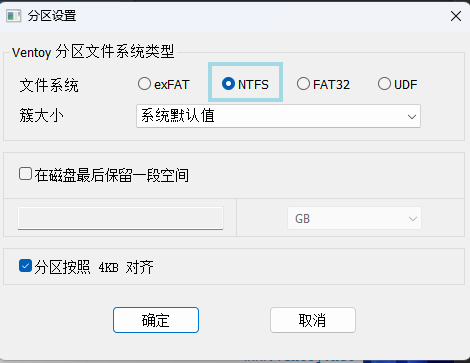 分区设置
Ventoy 分区文件系统类型
文件系统 exFAT NTFS FAT32 UDF
簇大小 系统默认值
在磁盘最后保留一段空间
GB
分区按照 4KB 对齐
确定 取消